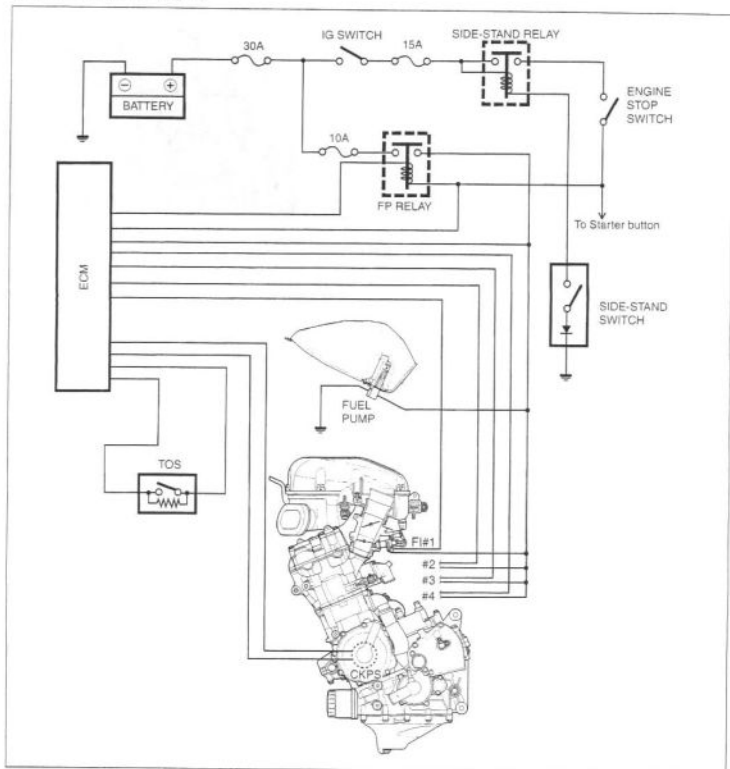 30A
IG SWITCH
15A
SIDE-STAND RELAY
BATTERY
ENGINE
STOP
SWITCH
10A
FP RELAY
To Starter button
ECM
SIDE-STAND
SWITCH
FUEL
PUMP
TOS
FI#1
#2
#3
#4
CKPS